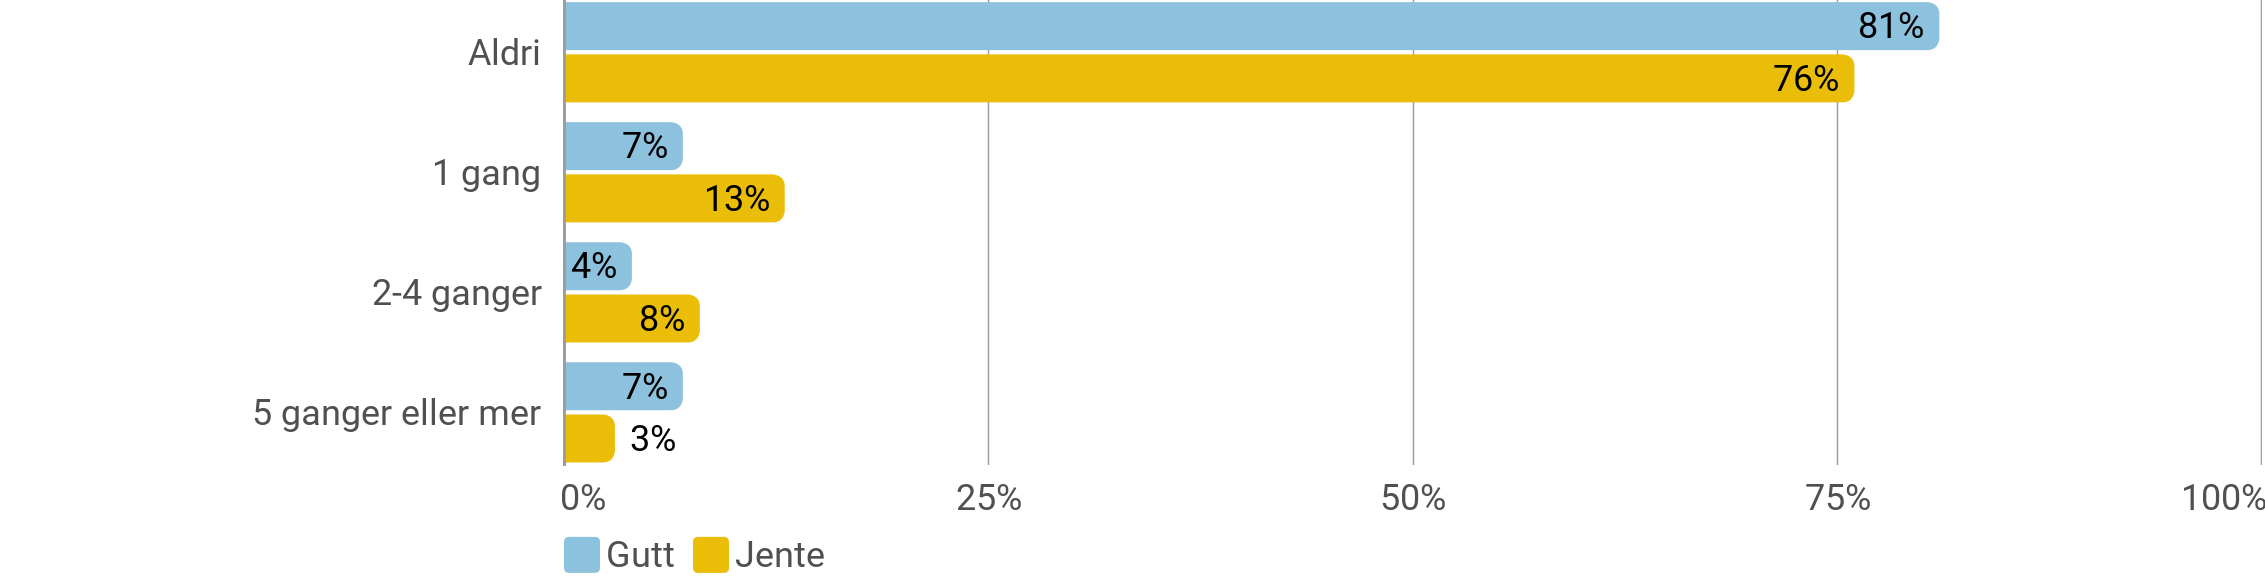 Aldri
81%
76%
1 gang
7%
13%
2-4 ganger
4%
8%
5 ganger eller mer
7%
3%
0% 25% 50% 75% 100%
Gutt Jente